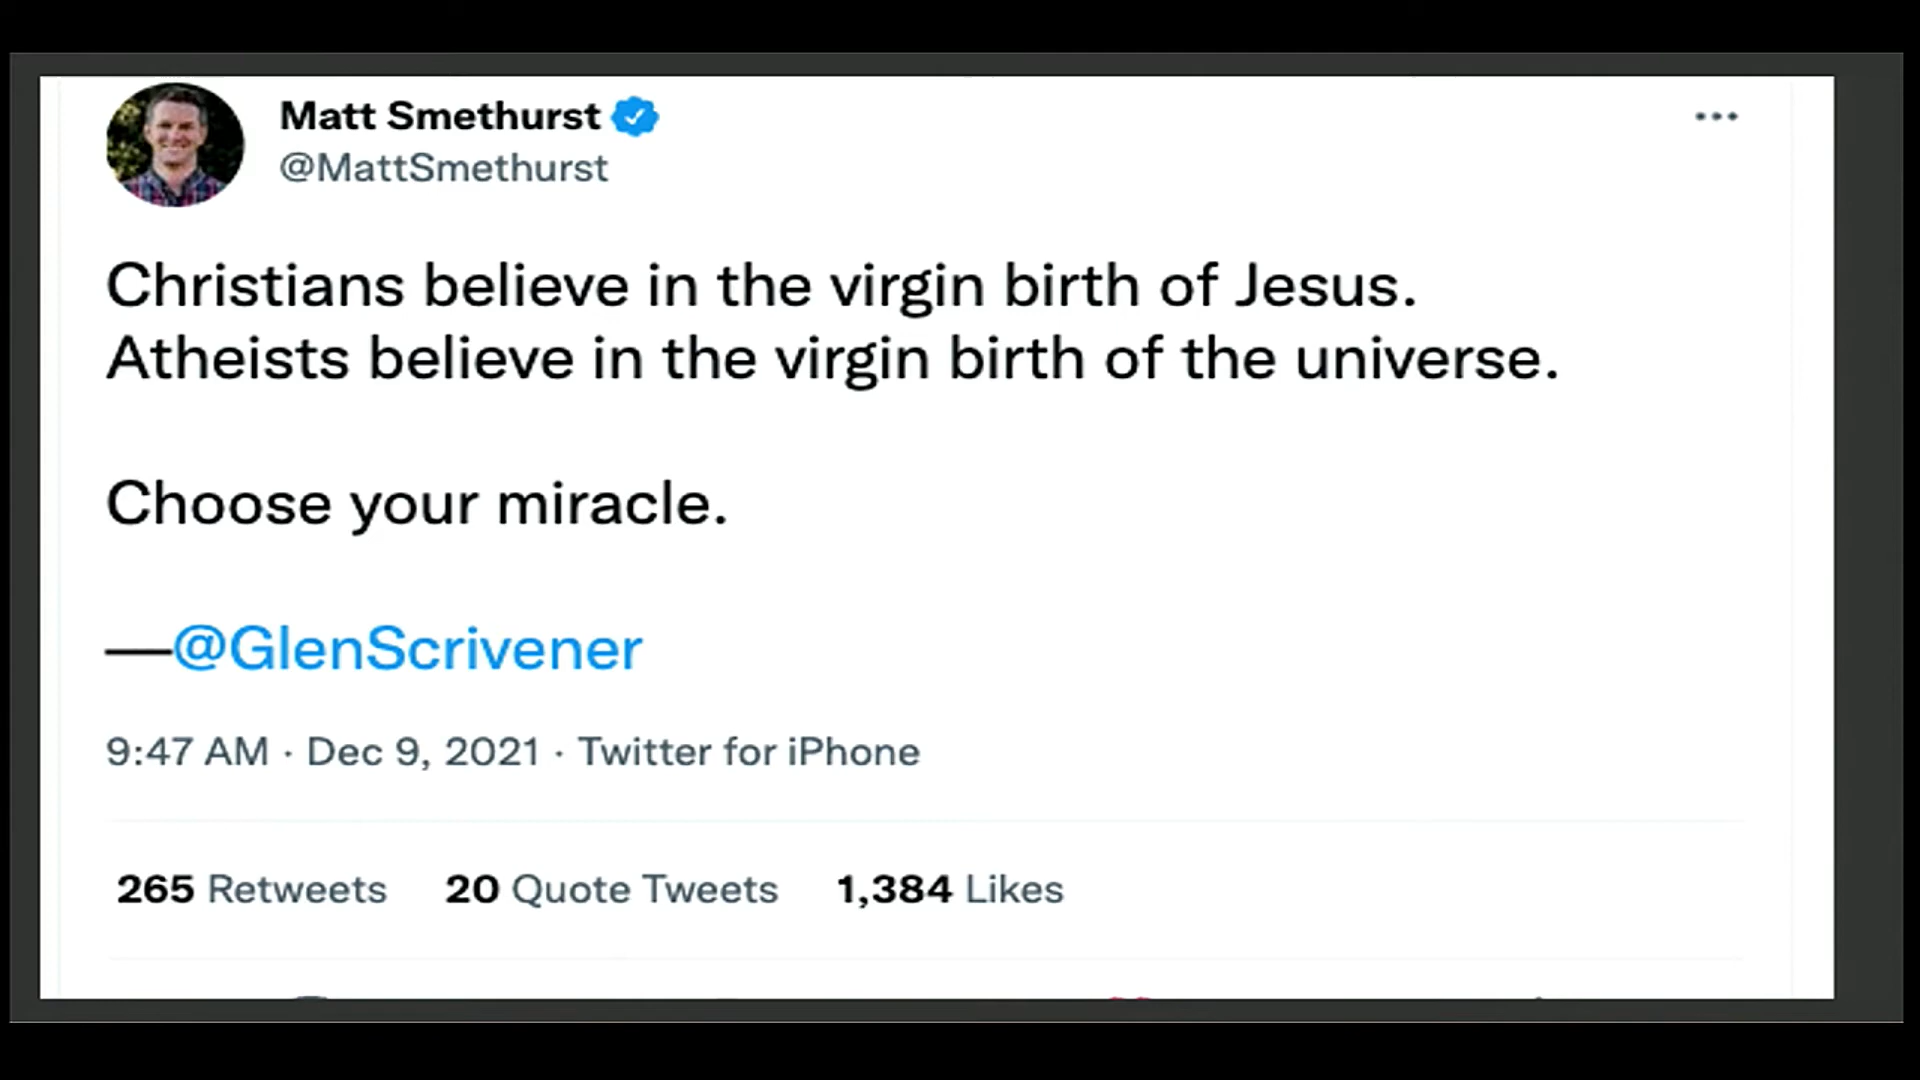 Matt Smethurst
@MattSmethurst
Christians believe in the virgin birth of Jesus.
Atheists believe in the virgin birth of the universe.
Choose your miracle.
—@GlenScrivener
9:47 AM · Dec 9, 2021 · Twitter for iPhone
265 Retweets 20 Quote Tweets 1,384 Likes